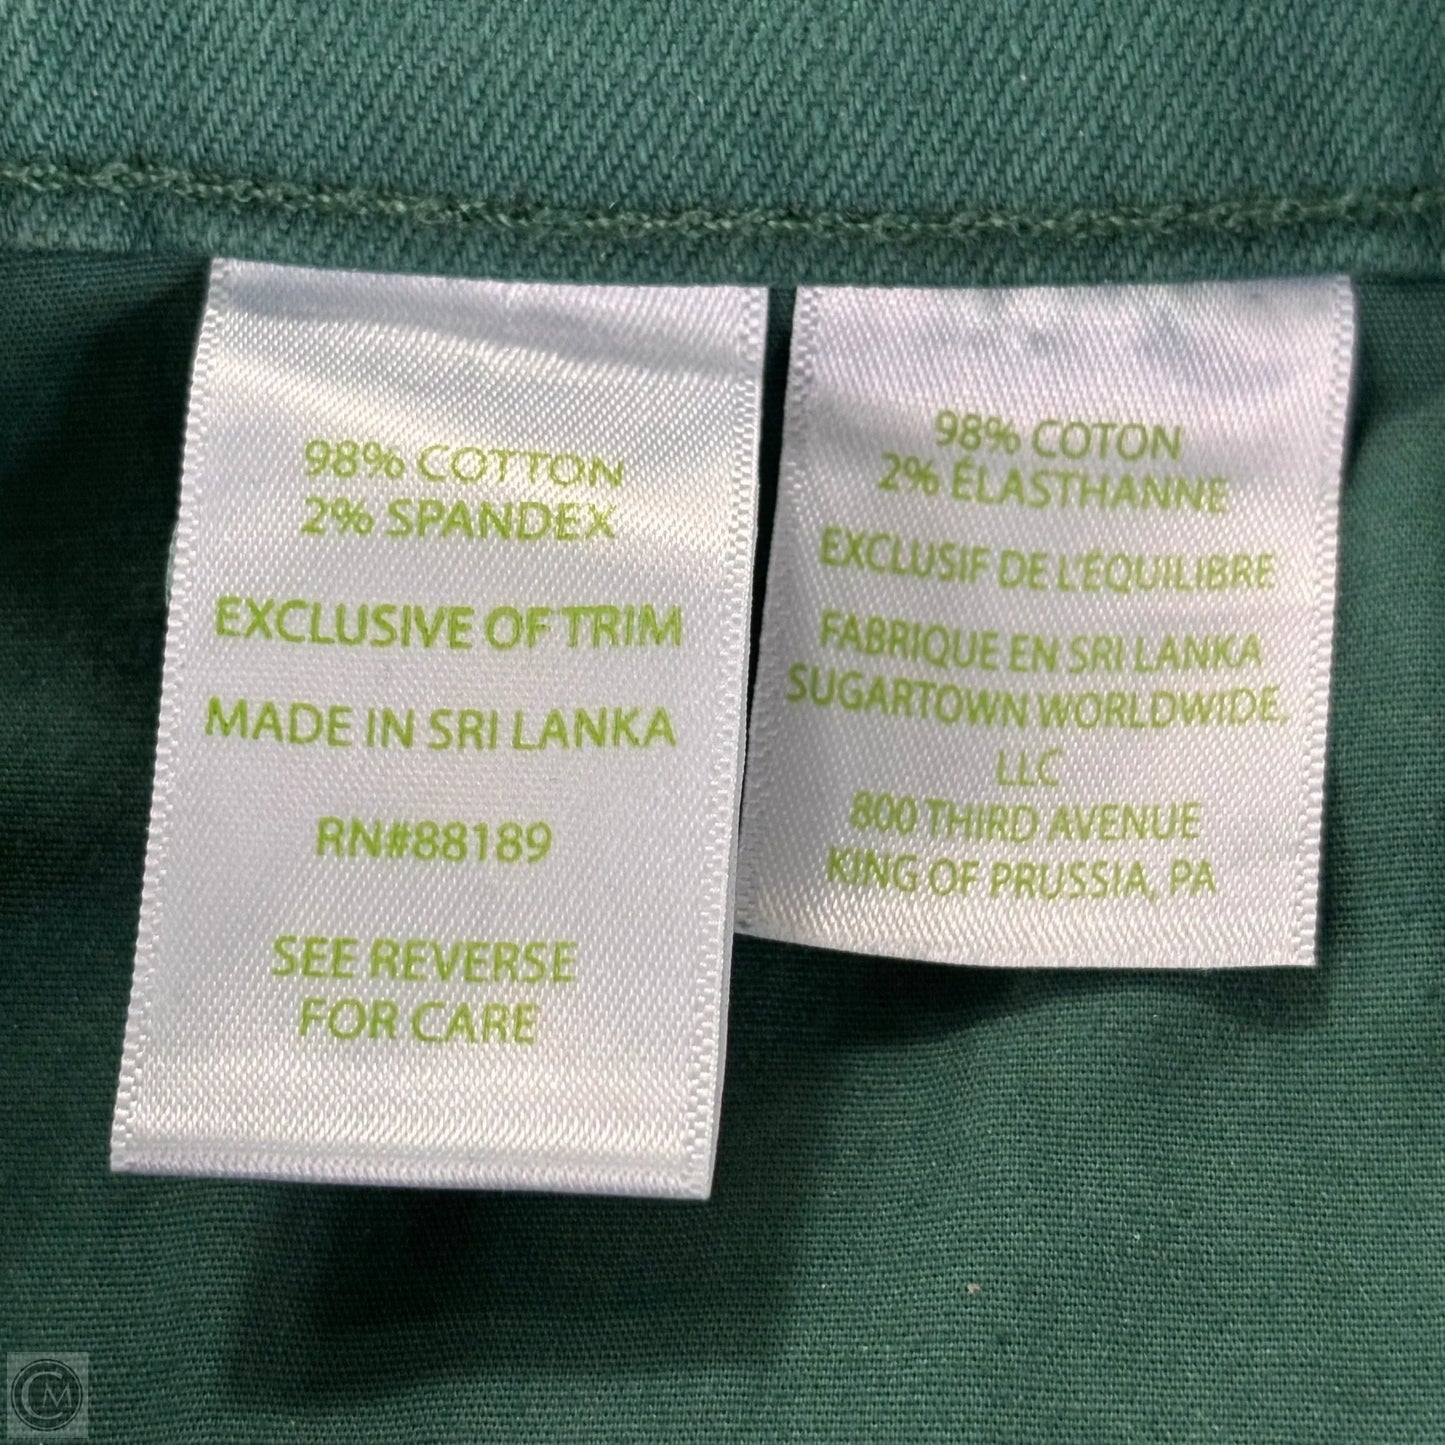 98% COTTON
2% SPANDEX
EXCLUSIVE OF TRIM
MADE IN SRI LANKA
RN#88189
SEE REVERSE
FOR CARE
98% COTON
2% ÉLASTHANNE
EXCLUSIF DE L'ÉQUILIBRE
FABRIQUE EN SRI LANKA
SUGARTOWN WORLDWIDE,
LLC
800 THIRD AVENUE
KING OF PRUSSIA, PA
CM